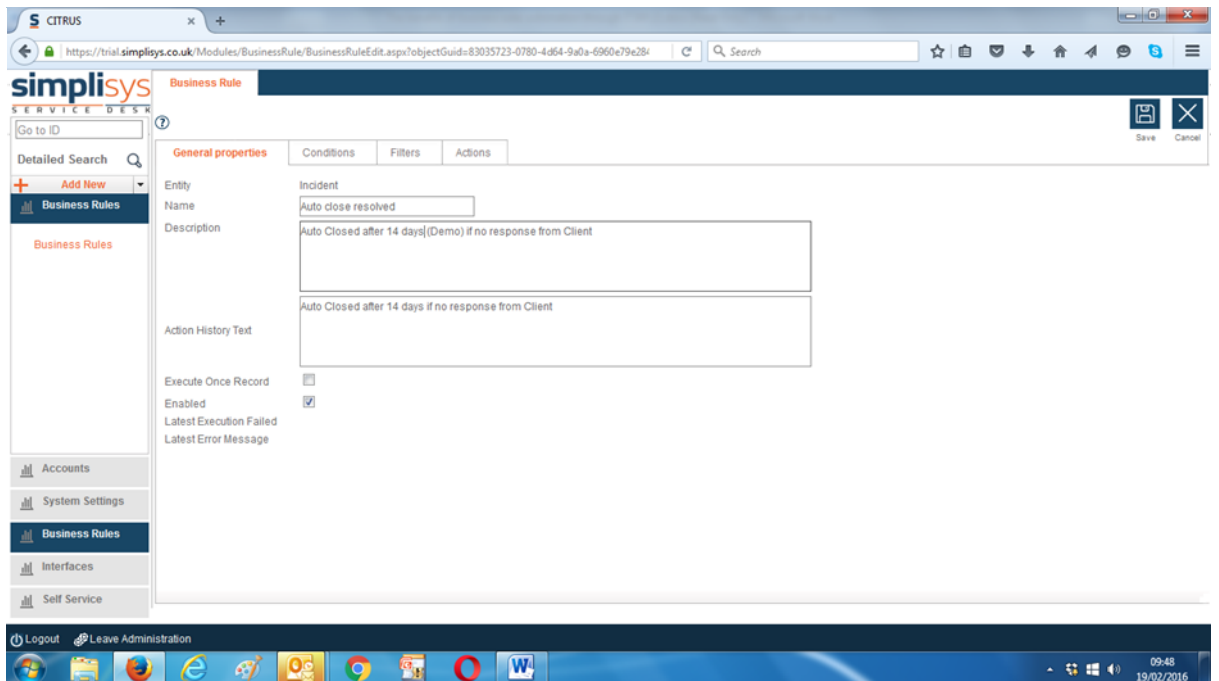 S CITRUS × +
https://trial.simplisys.co.uk/Modules/BusinessRule/BusinessRuleEdit.aspx?objectGuid=83035723-0780-4d64-9a0a-6960e79e28 Search
simplisys Business Rule
SERVICE DESK
Go to ID
Save Cancel
Detailed Search General properties Conditions Filters Actions
Add New Entity Incident
Business Rules Name Auto close resolved
Description Auto Closed after 14 days(Demo) if no response from Client
Business Rules
Auto Closed after 14 days if no response from Client
Action History Text
Execute Once Record
Enabled
Latest Execution Failed
Latest Error Message
Accounts
System Settings
Business Rules
Interfaces
Self Service
Logout Leave Administration
09:48
19/02/2016